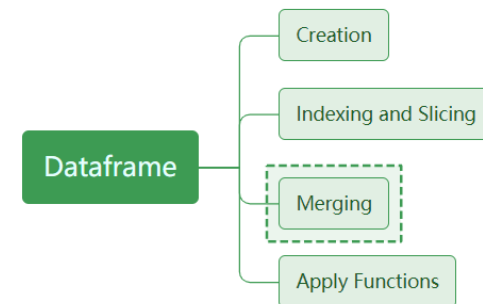 Creation
Indexing and Slicing
Dataframe
Merging
Apply Functions